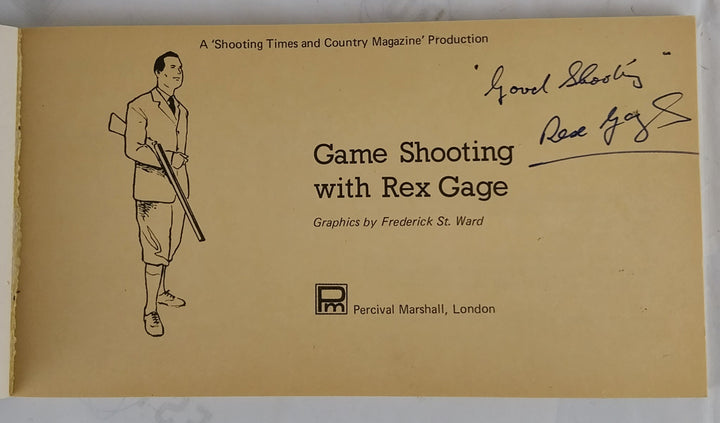 A 'Shooting Times and Country Magazine' Production
"Good Shooting"
Rex Gage
Game Shooting
with Rex Gage
Graphics by Frederick St. Ward
Pm
Percival Marshall, London